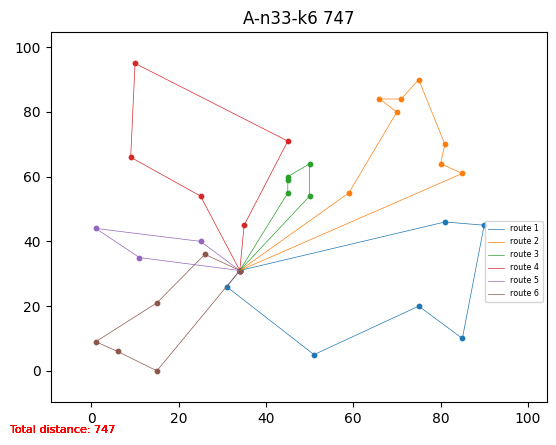 A-n33-k6 747
100
80
60
40
20
0
0 20 40 60 80 100
route 1
route 2
route 3
route 4
route 5
route 6
Total distance: 747